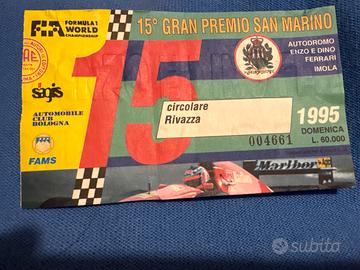 FIA
FORMULA 1
WORLD
CHAMPIONSHIP
15° GRAN PREMIO SAN MARINO
AUTODROMO
ENZO E DINO
FERRARI
IMOLA
15
sagis
AUTOMOBILE
CLUB
BOLOGNA
FAMS
circolare
Rivazza
004661
1995
DOMENICA
L. 60.000
Marlboro
subito